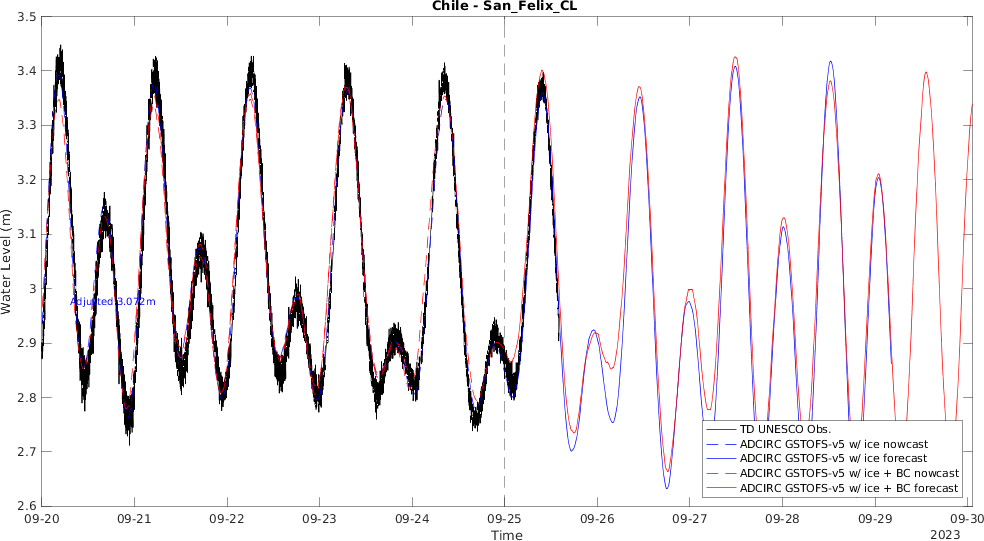 Chile - San_Felix_CL
3.5
3.4
3.3
3.2
3.1
3
2.9
2.8
2.7
2.6
Water Level (m)
Adjusted:3.072m
TD UNESCO Obs.
ADCIRC GSTOFS-v5 w/ ice nowcast
ADCIRC GSTOFS-v5 w/ ice forecast
ADCIRC GSTOFS-v5 w/ ice + BC nowcast
ADCIRC GSTOFS-v5 w/ ice + BC forecast
09-20 09-21 09-22 09-23 09-24 09-25 09-26 09-27 09-28 09-29 09-30
Time
2023